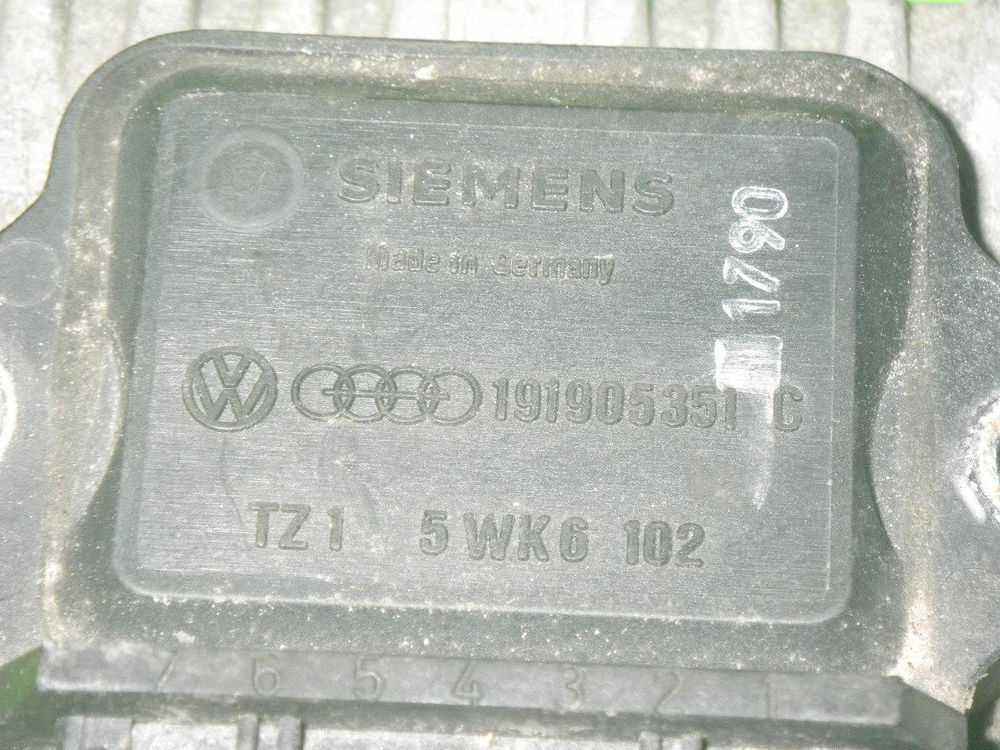 SIEMENS
Made in Germany
1790
191905351 C
TZ1 5WK6 102
7 6 5 4 3 2 1